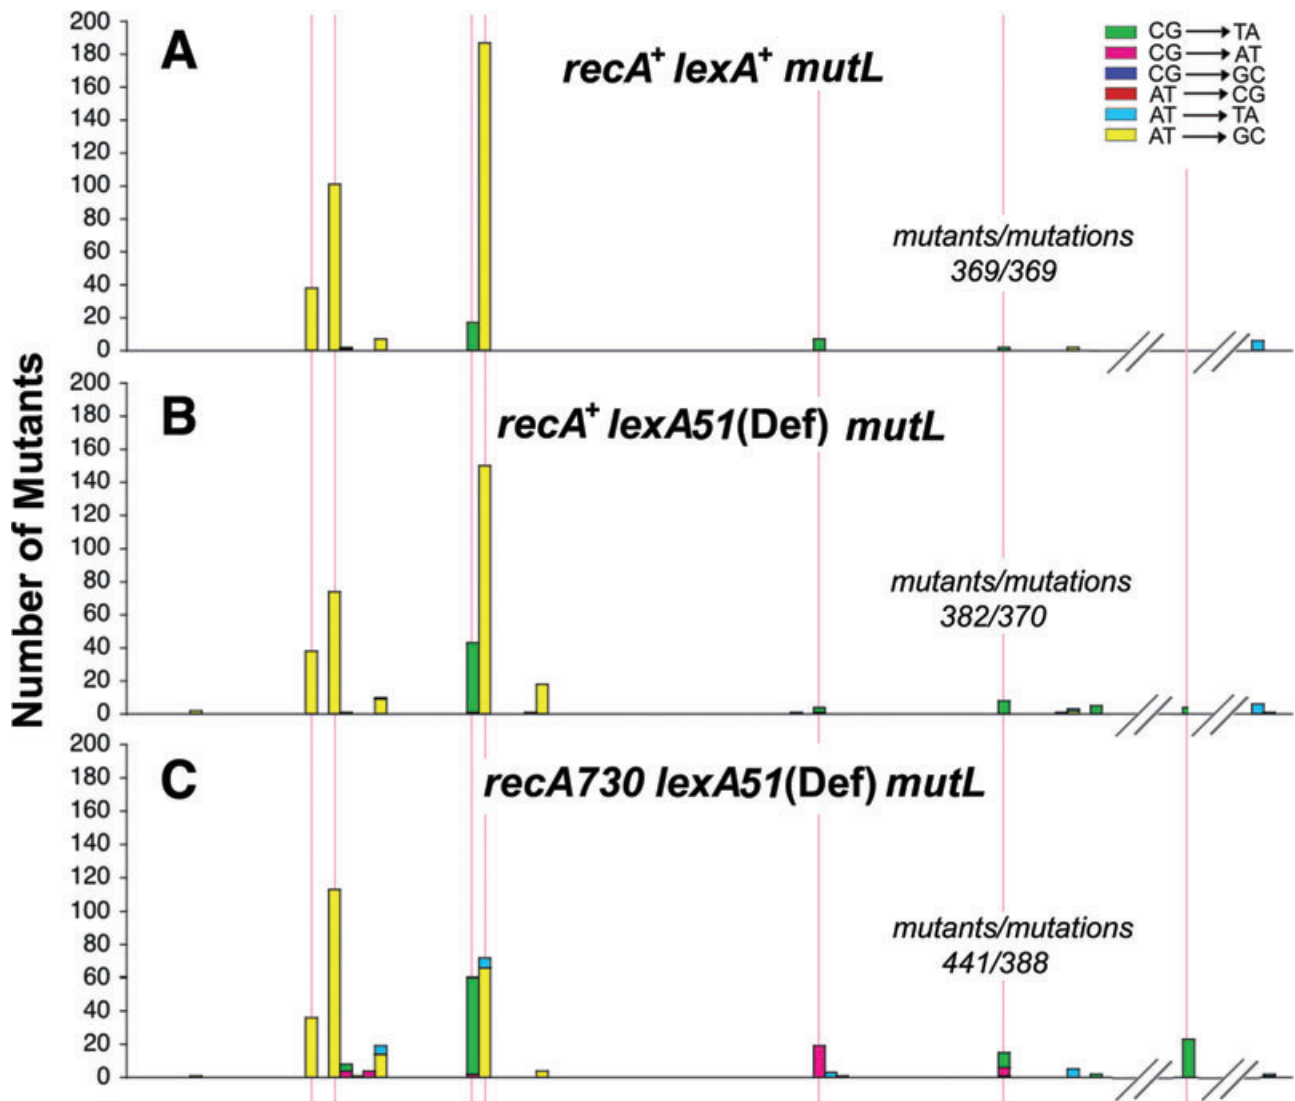 Number of Mutants
A
recA+ lexA+ mutL
200
180
160
140
120
100
80
60
40
20
0
CG→TA
CG→AT
CG→GC
AT→CG
AT→TA
AT→GC
mutants/mutations
369/369
B
recA+ lexA51(Def) mutL
200
180
160
140
120
100
80
60
40
20
0
mutants/mutations
382/370
C
recA730 lexA51(Def) mutL
200
180
160
140
120
100
80
60
40
20
0
mutants/mutations
441/388